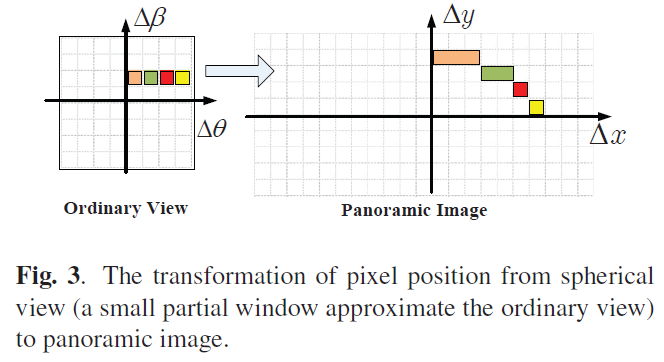 Δβ
Δy
Δθ
Δx
Ordinary View
Panoramic Image
Fig. 3. The transformation of pixel position from spherical
view (a small partial window approximate the ordinary view)
to panoramic image.